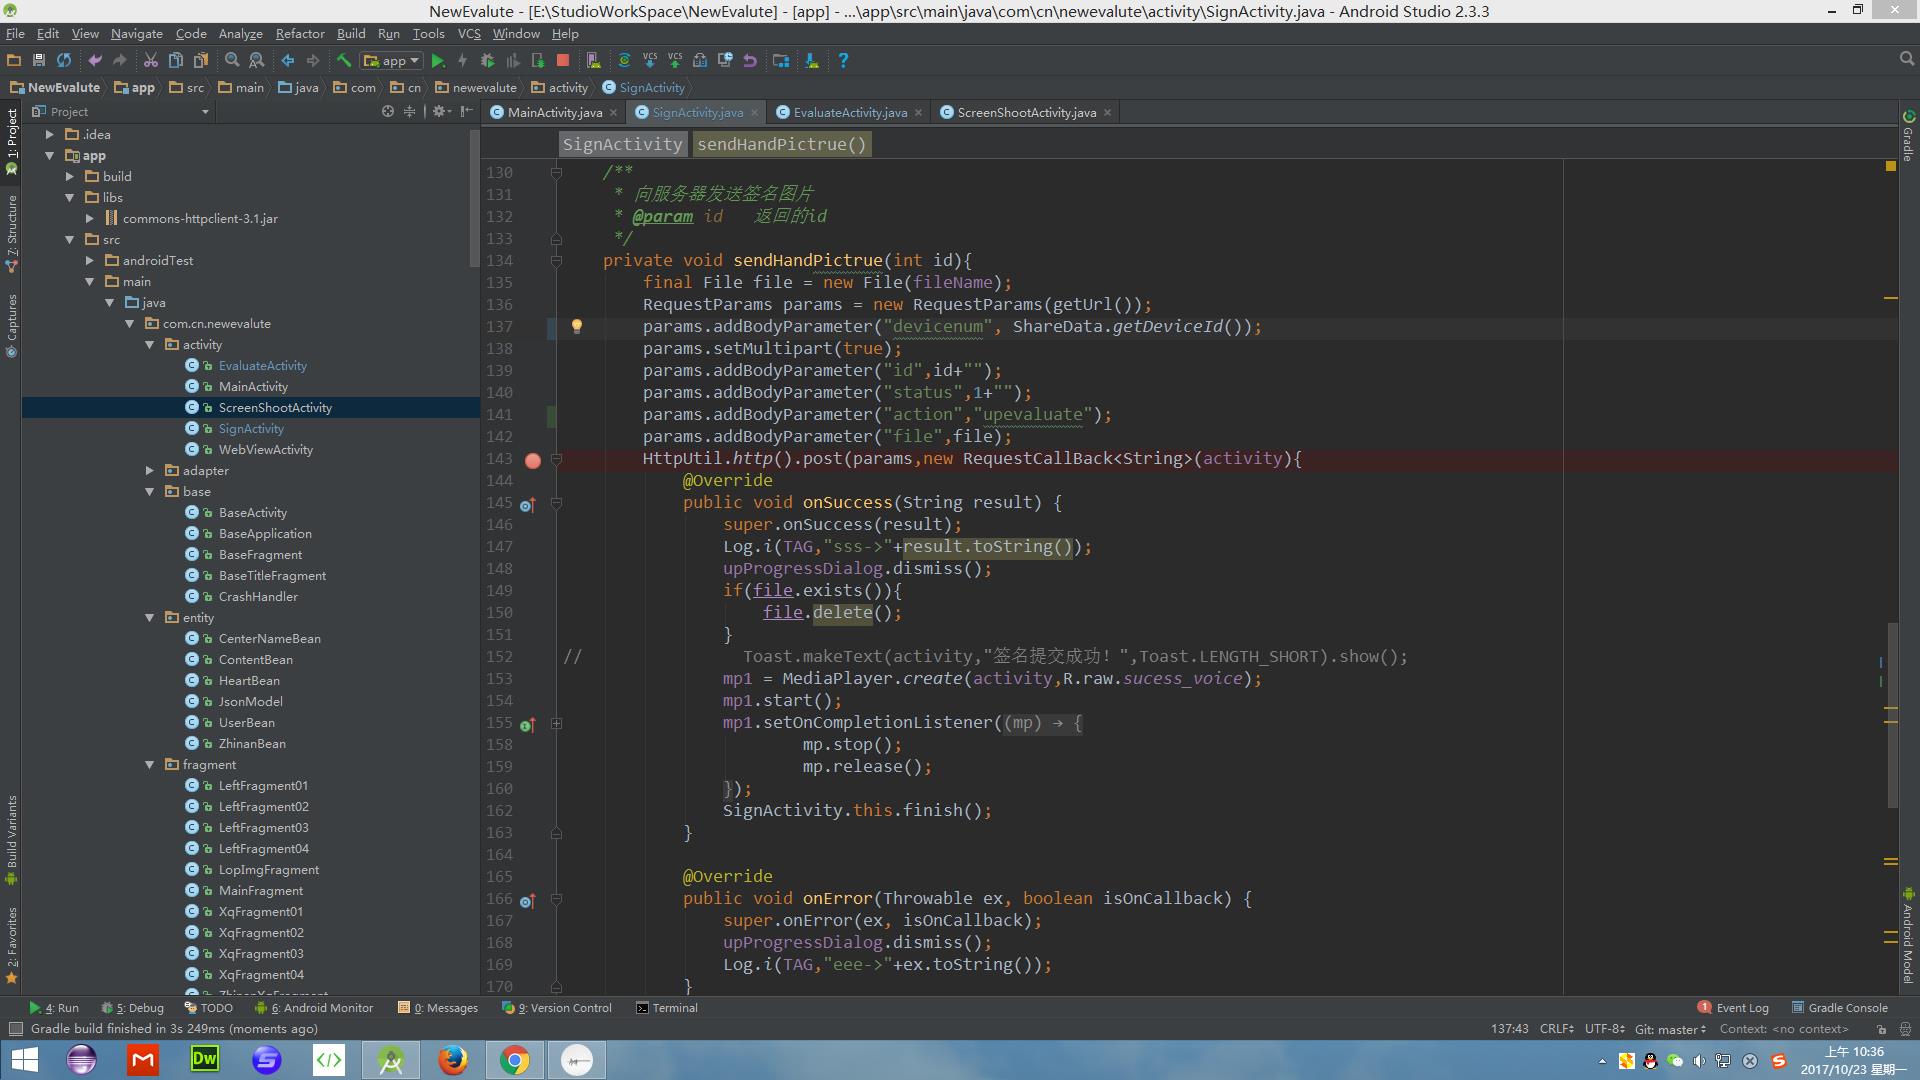 NewEvalute - [E:\StudioWorkSpace\NewEvalute] - [app] - ...\app\src\main\java\com\cn\newevalute\activity\SignActivity.java - Android Studio 2.3.3
File Edit View Navigate Code Analyze Refactor Build Run Tools VCS Window Help
app
NewEvalute app src main java com cn newevalute activity SignActivity
Project
MainActivity.java SignActivity.java EvaluateActivity.java ScreenShootActivity.java
SignActivity sendHandPictrue()
1: Project
7: Structure
Captures
Build Variants
2: Favorites
.idea
app
build
libs
commons-httpclient-3.1.jar
src
androidTest
main
java
com.cn.newevalute
activity
EvaluateActivity
MainActivity
ScreenShootActivity
SignActivity
WebViewActivity
adapter
base
BaseActivity
BaseApplication
BaseFragment
BaseTitleFragment
CrashHandler
entity
CenterNameBean
ContentBean
HeartBean
JsonModel
UserBean
ZhinanBean
fragment
LeftFragment01
LeftFragment02
LeftFragment03
LeftFragment04
LopImgFragment
MainFragment
XqFragment01
XqFragment02
XqFragment03
XqFragment04
130 /**
131 * 向服务器发送签名图片
132 * @param id 返回的id
133 */
134 private void sendHandPictrue(int id){
135 final File file = new File(fileName);
136 RequestParams params = new RequestParams(getUrl());
137 params.addBodyParameter("devicenum", ShareData.getDeviceId());
138 params.setMultipart(true);
139 params.addBodyParameter("id",id+"");
140 params.addBodyParameter("status",1+"");
141 params.addBodyParameter("action","upevaluate");
142 params.addBodyParameter("file",file);
143 HttpUtil.http().post(params,new RequestCallBack<String>(activity){
144 @Override
145 public void onSuccess(String result) {
146 super.onSuccess(result);
147 Log.i(TAG,"sss->"+result.toString());
148 upProgressDialog.dismiss();
149 if(file.exists()){
150 file.delete();
151 }
152 // Toast.makeText(activity,"签名提交成功！",Toast.LENGTH_SHORT).show();
153 mp1 = MediaPlayer.create(activity,R.raw.sucess_voice);
154 mp1.start();
155 mp1.setOnCompletionListener((mp) → {
158 mp.stop();
159 mp.release();
160 });
162 SignActivity.this.finish();
163 }
164
165 @Override
166 public void onError(Throwable ex, boolean isOnCallback) {
167 super.onError(ex, isOnCallback);
168 upProgressDialog.dismiss();
169 Log.i(TAG,"eee->"+ex.toString());
170 }
Gradle
Android Model
4: Run 5: Debug TODO 6: Android Monitor 0: Messages 9: Version Control Terminal 1 Event Log Gradle Console
Gradle build finished in 3s 249ms (moments ago) 137:43 CRLF UTF-8 Git: master Context: <no context>
上午 10:36
2017/10/23 星期一